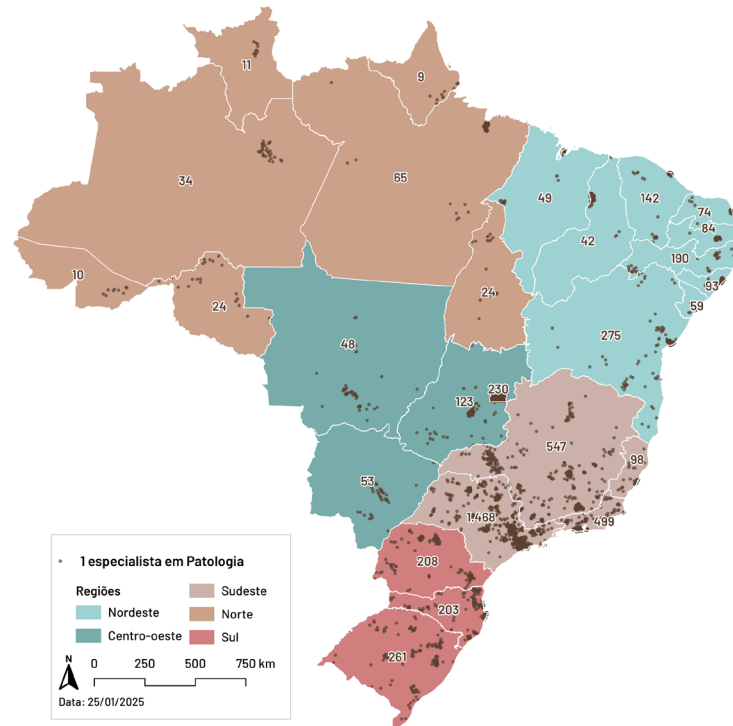 11
9
34
65
49
142
74
84
42
190
93
59
10
24
24
275
48
230
123
547
98
53
1.468
499
208
203
261
1 especialista em Patologia
Regiões
Nordeste
Centro-oeste
Sudeste
Norte
Sul
N
0 250 500 750 km
Data: 25/01/2025